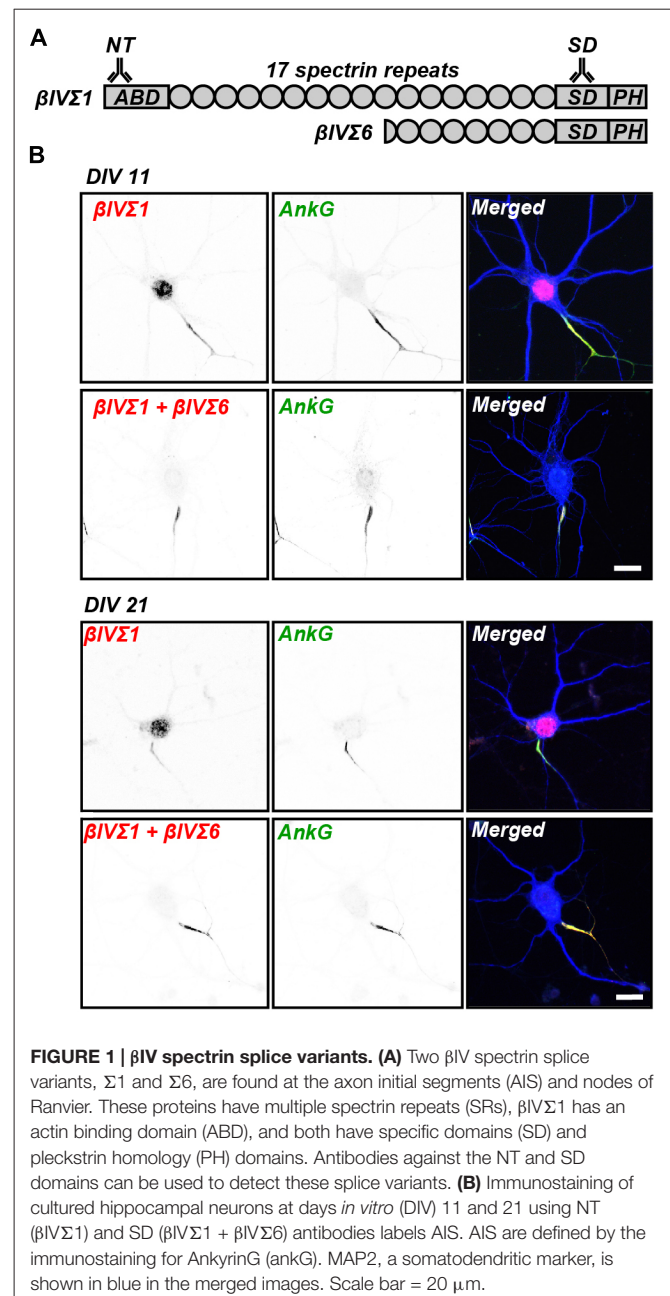 A
NT
SD
17 spectrin repeats
βIVΣ1
ABD
SD
PH
βIVΣ6
SD
PH
B
DIV 11
βIVΣ1
AnkG
Merged
βIVΣ1 + βIVΣ6
AnkG
Merged
DIV 21
βIVΣ1
AnkG
Merged
βIVΣ1 + βIVΣ6
AnkG
Merged
FIGURE 1 | βIV spectrin splice variants. (A) Two βIV spectrin splice
variants, Σ1 and Σ6, are found at the axon initial segments (AIS) and nodes of
Ranvier. These proteins have multiple spectrin repeats (SRs), βIVΣ1 has an
actin binding domain (ABD), and both have specific domains (SD) and
pleckstrin homology (PH) domains. Antibodies against the NT and SD
domains can be used to detect these splice variants. (B) Immunostaining of
cultured hippocampal neurons at days in vitro (DIV) 11 and 21 using NT
(βIVΣ1) and SD (βIVΣ1 + βIVΣ6) antibodies labels AIS. AIS are defined by the
immunostaining for AnkyrinG (ankG). MAP2, a somatodendritic marker, is
shown in blue in the merged images. Scale bar = 20 μm.